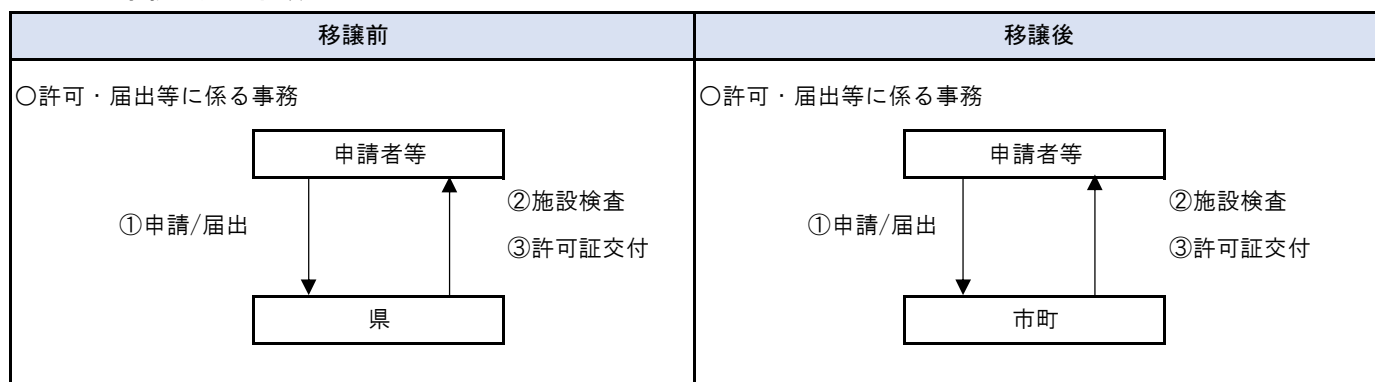 移譲前
〇許可・届出等に係る事務
申請者等
①申請/届出
②施設検査
③許可証交付
県
移譲後
〇許可・届出等に係る事務
申請者等
①申請/届出
②施設検査
③許可証交付
市町